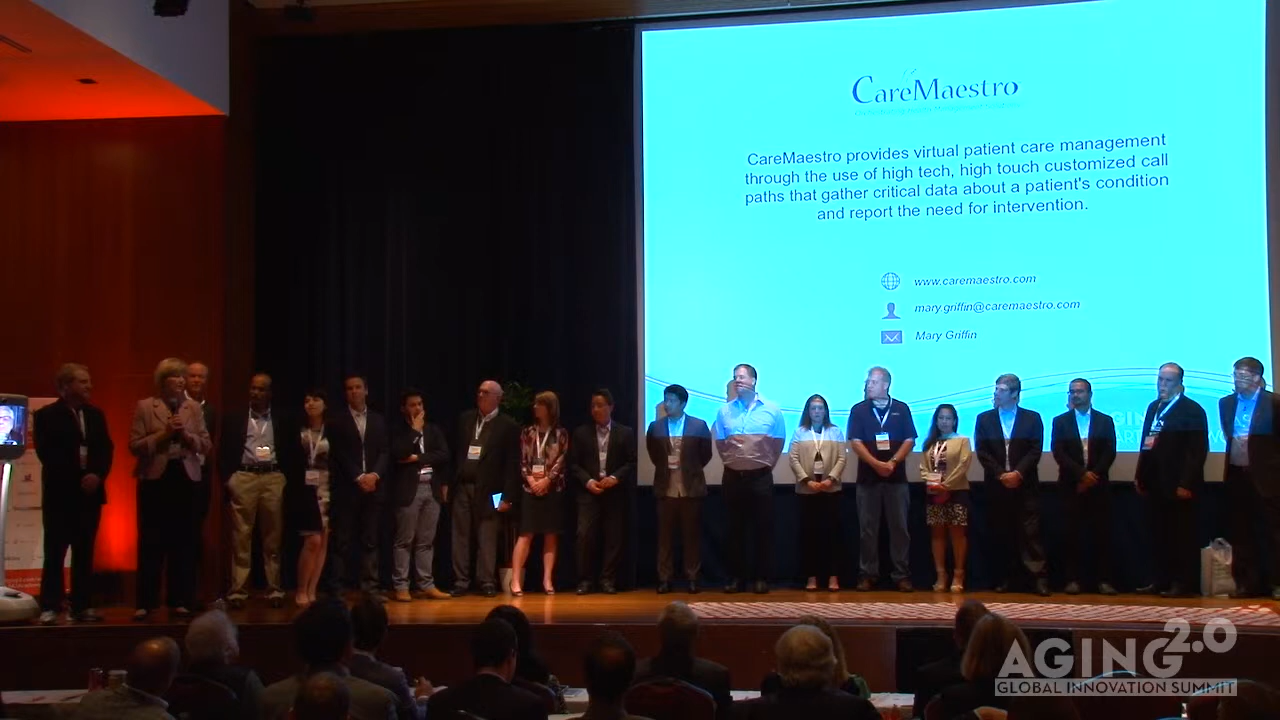 CareMaestro
CareMaestro provides virtual patient care management
through the use of high tech, high touch customized call
paths that gather critical data about a patient's condition
and report the need for intervention.
www.caremaestro.com
mary.griffin@caremaestro.com
Mary Griffin
AGING2.0
GLOBAL INNOVATION SUMMIT